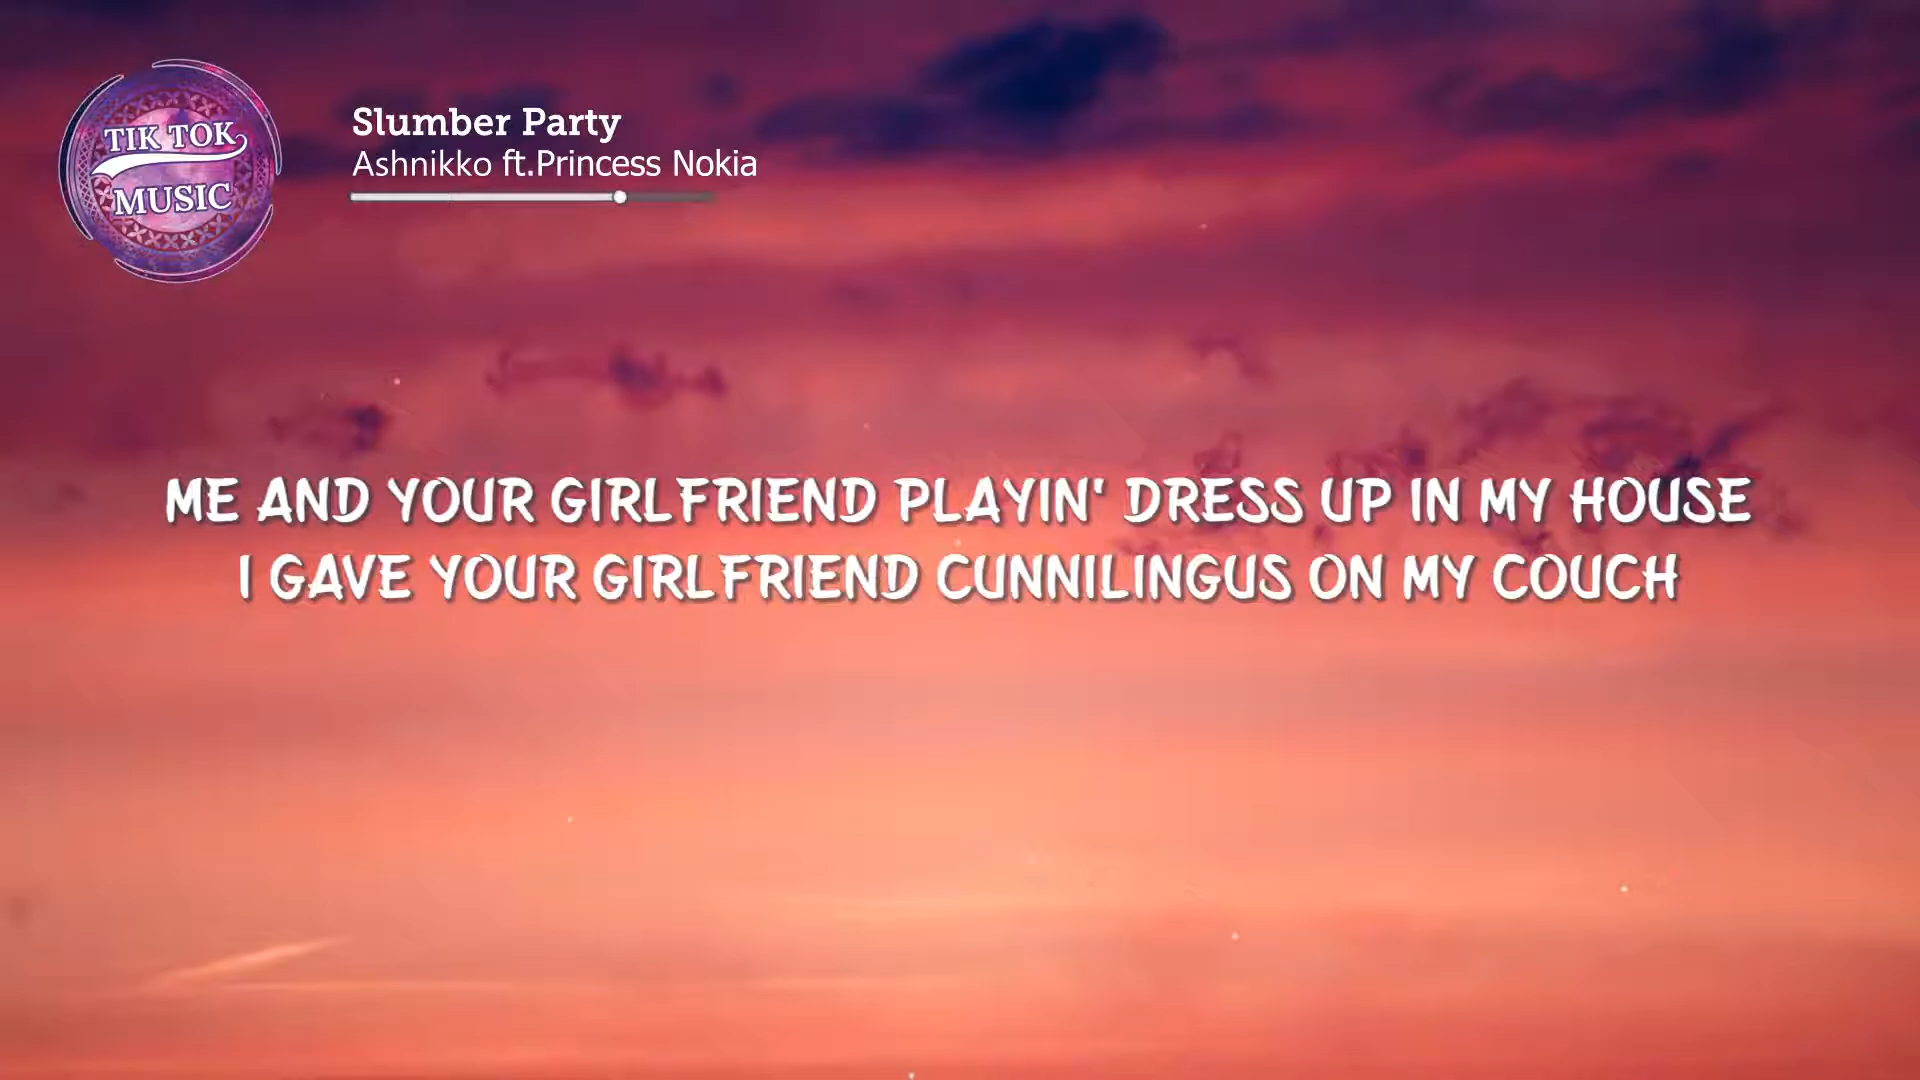 TIK TOK
MUSIC
Slumber Party
Ashnikko ft.Princess Nokia
ME AND YOUR GIRLFRIEND PLAYIN' DRESS UP IN MY HOUSE
I GAVE YOUR GIRLFRIEND CUNNILINGUS ON MY COUCH